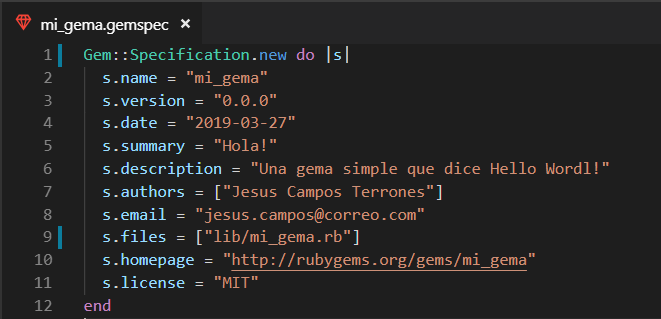 mi_gema.gemspec ×
1 Gem::Specification.new do |s|
2 s.name = "mi_gema"
3 s.version = "0.0.0"
4 s.date = "2019-03-27"
5 s.summary = "Hola!"
6 s.description = "Una gema simple que dice Hello Wordl!"
7 s.authors = ["Jesus Campos Terrones"]
8 s.email = "jesus.campos@correo.com"
9 s.files = ["lib/mi_gema.rb"]
10 s.homepage = "http://rubygems.org/gems/mi_gema"
11 s.license = "MIT"
12 end